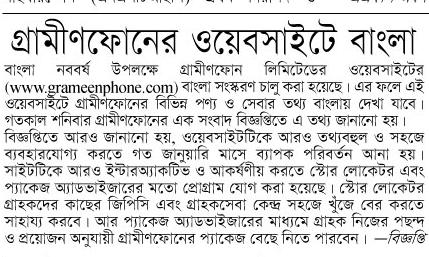 গ্রামীণফোনের ওয়েবসাইটে বাংলা
বাংলা নববর্ষ উপলক্ষে গ্রামীণফোন লিমিটেডের ওয়েবসাইটের
(www.grameenphone.com) বাংলা সংস্করণ চালু করা হয়েছে। এর ফলে এই
ওয়েবসাইটে গ্রামীণফোনের বিভিন্ন পণ্য ও সেবার তথ্য বাংলায় দেখা যাবে।
গতকাল শনিবার গ্রামীণফোনের এক সংবাদ বিজ্ঞপ্তিতে এ তথ্য জানানো হয়।
বিজ্ঞপ্তিতে আরও জানানো হয়, ওয়েবসাইটটিকে আরও তথ্যবহুল ও সহজে
ব্যবহারযোগ্য করতে গত জানুয়ারি মাসে ব্যাপক পরিবর্তন আনা হয়।
সাইটটিকে আরও ইন্টারঅ্যাকটিভ ও আকর্ষণীয় করতে স্টোর লোকেটর এবং
প্যাকেজ অ্যাডভাইজারের মতো প্রোগ্রাম যোগ করা হয়েছে। স্টোর লোকেটর
গ্রাহকদের কাছের জিপিসি এবং গ্রাহকসেবা কেন্দ্র সহজে খুঁজে বের করতে
সাহায্য করবে। আর প্যাকেজ অ্যাডভাইজারের মাধ্যমে গ্রাহক নিজের পছন্দ
ও প্রয়োজন অনুযায়ী গ্রামীণফোনের প্যাকেজ বেছে নিতে পারবেন। —বিজ্ঞপ্তি